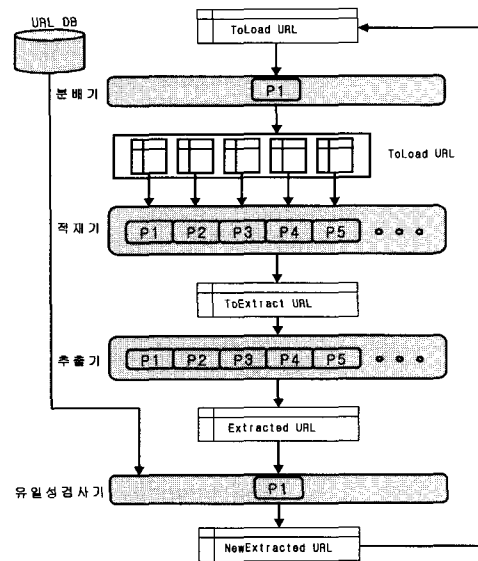 URL DB
ToLoad URL
분배기
P1
ToLoad URL
적재기
P1 P2 P3 P4 P5
ToExtract URL
추출기
P1 P2 P3 P4 P5
Extracted URL
유일성검사기
P1
NewExtracted URL